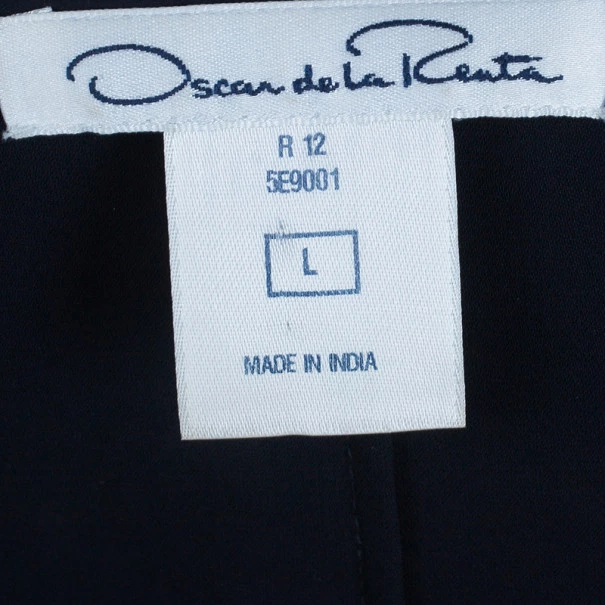 Oscar de la Renta
R 12
5E9001
L
MADE IN INDIA